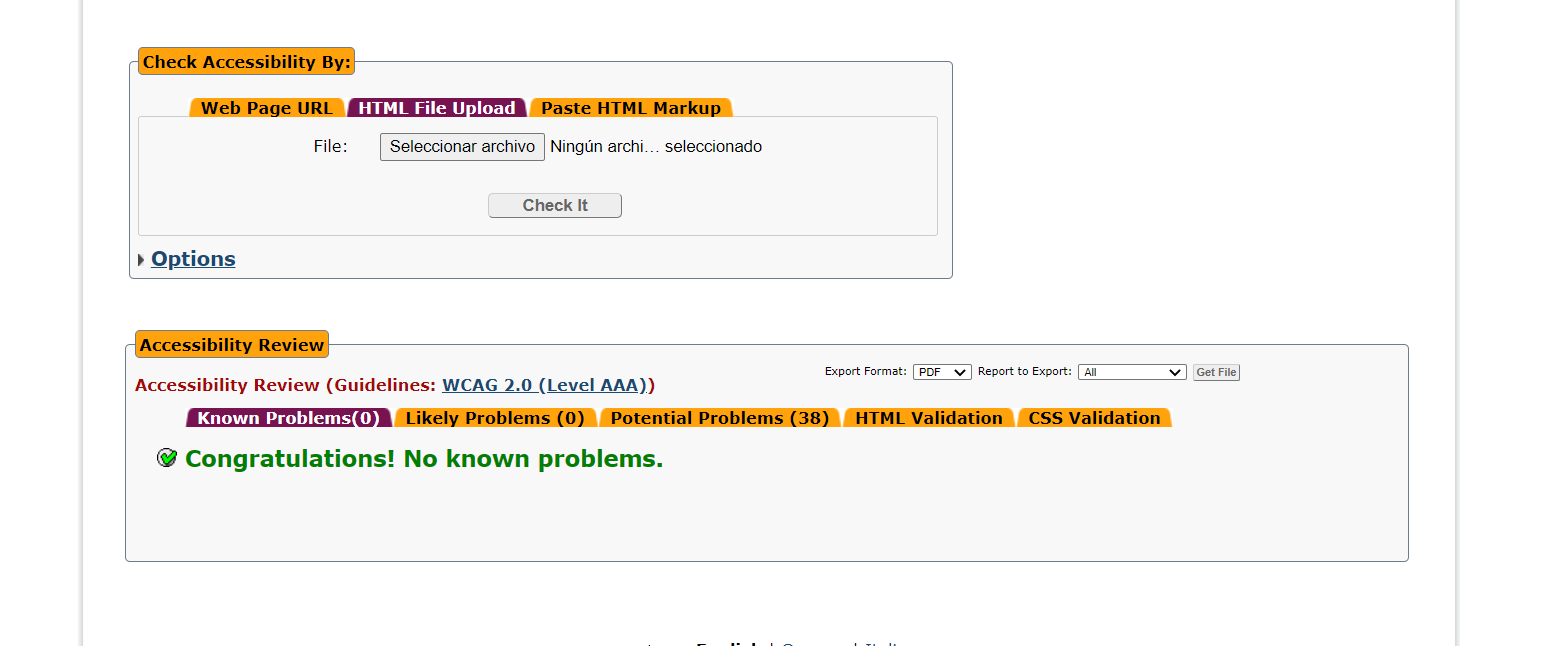 Check Accessibility By:
Web Page URL HTML File Upload Paste HTML Markup
File: Seleccionar archivo Ningún archi... seleccionado
Check It
Options
Accessibility Review
Export Format: PDF Report to Export: All Get File
Accessibility Review (Guidelines: WCAG 2.0 (Level AAA))
Known Problems(0) Likely Problems (0) Potential Problems (38) HTML Validation CSS Validation
Congratulations! No known problems.